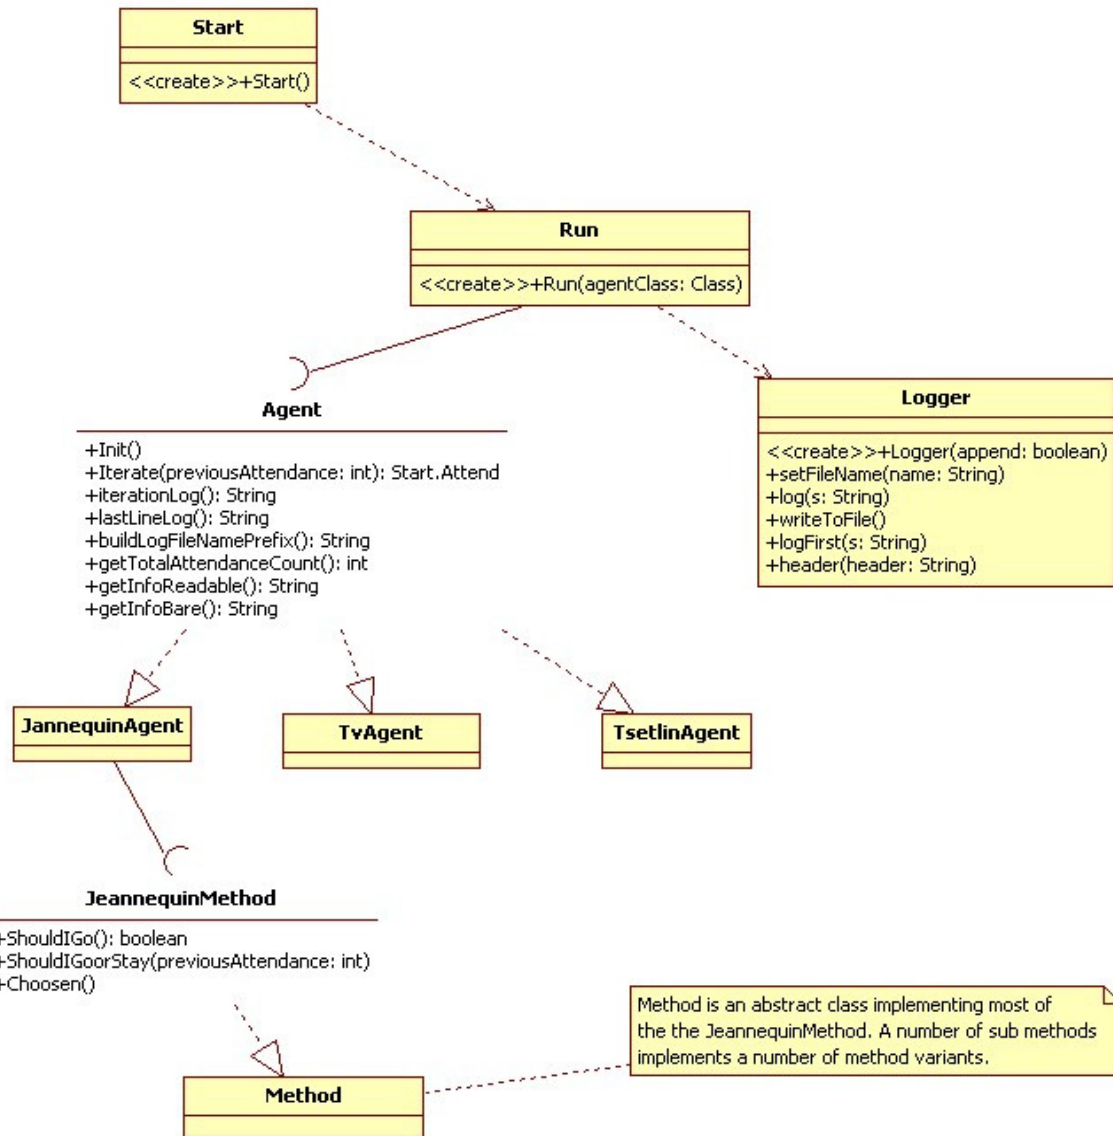 Start
<<create>>+Start()
Run
<<create>>+Run(agentClass: Class)
Agent
+Init()
+Iterate(previousAttendance: int): Start.Attend
+iterationLog(): String
+lastLineLog(): String
+buildLogFileNamePrefix(): String
+getTotalAttendanceCount(): int
+getInfoReadable(): String
+getInfoBare(): String
Logger
<<create>>+Logger(append: boolean)
+setFileName(name: String)
+log(s: String)
+writeToFile()
+logFirst(s: String)
+header(header: String)
JannequinAgent
TvAgent
TsetlinAgent
JeannequinMethod
+ShouldIGo(): boolean
+ShouldIGoorStay(previousAttendance: int)
+Choosen()
Method is an abstract class implementing most of
the the JeannequinMethod. A number of sub methods
implements a number of method variants.
Method